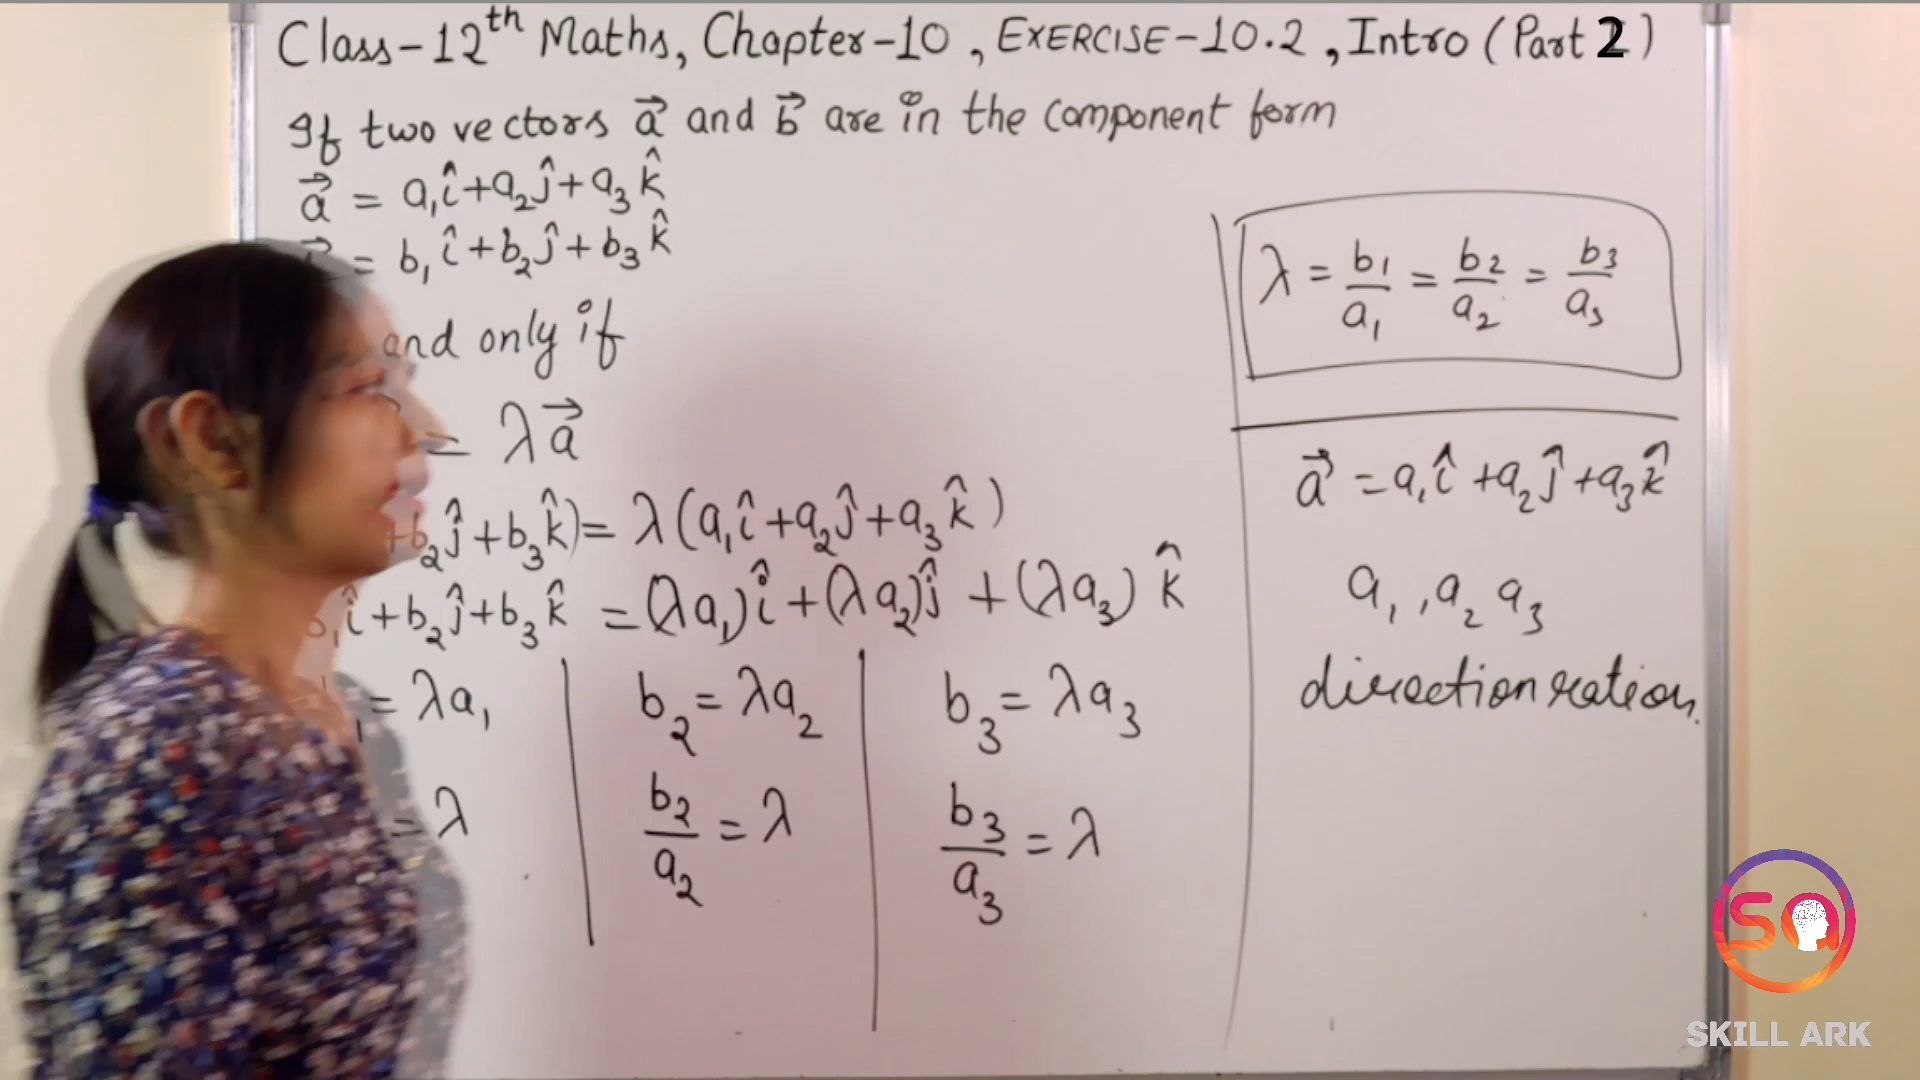 Class-12th Maths, Chapter-10, EXERCISE-10.2, Intro (Part 2)
If two vectors a⃗ and b⃗ are in the component form
a⃗ = a₁î+a₂ĵ+a₃k̂
= b₁î+b₂ĵ+b₃k̂
and only if
= λa⃗
+b₂ĵ+b₃k̂)= λ(a₁î+a₂ĵ+a₃k̂)
b₁î+b₂ĵ+b₃k̂ =(λa₁)î+(λa₂)ĵ+(λa₃)k̂
= λa₁
= λ
b₂= λa₂
b₂/a₂ = λ
b₃= λa₃
b₃/a₃ = λ
λ = b₁/a₁ = b₂/a₂ = b₃/a₃
a⃗ =a₁î+a₂ĵ+a₃k̂
a₁, a₂ a₃
direction
SA
SKILL ARK